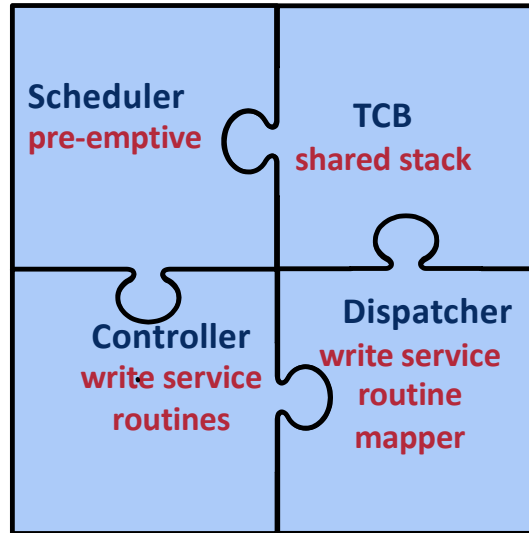 Scheduler
pre-emptive
TCB
shared stack
Controller
write service
routines
Dispatcher
write service
routine
mapper